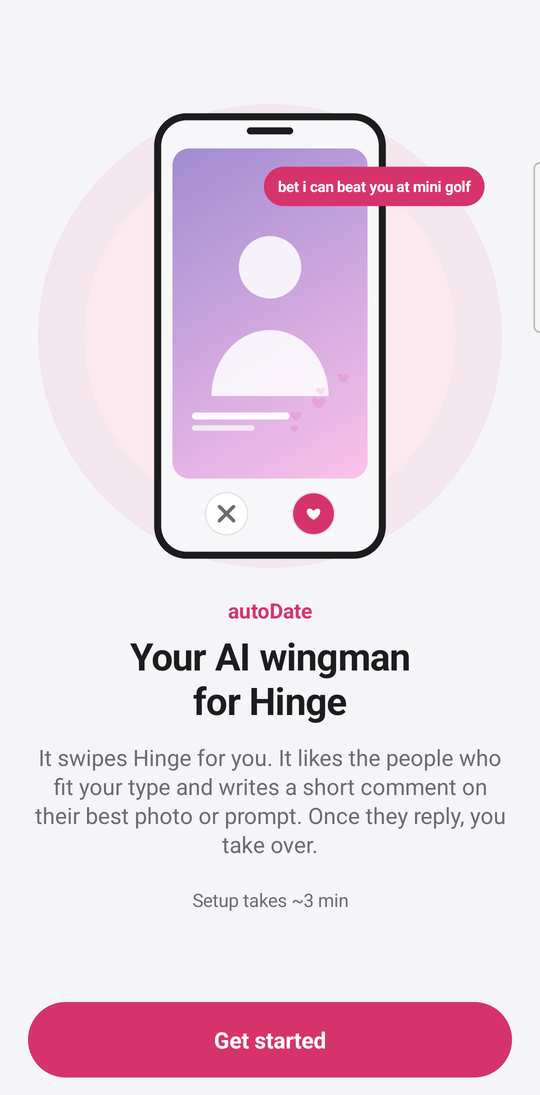 bet i can beat you at mini golf
autoDate
Your AI wingman
for Hinge
It swipes Hinge for you. It likes the people who
fit your type and writes a short comment on
their best photo or prompt. Once they reply, you
take over.
Setup takes ~3 min
Get started